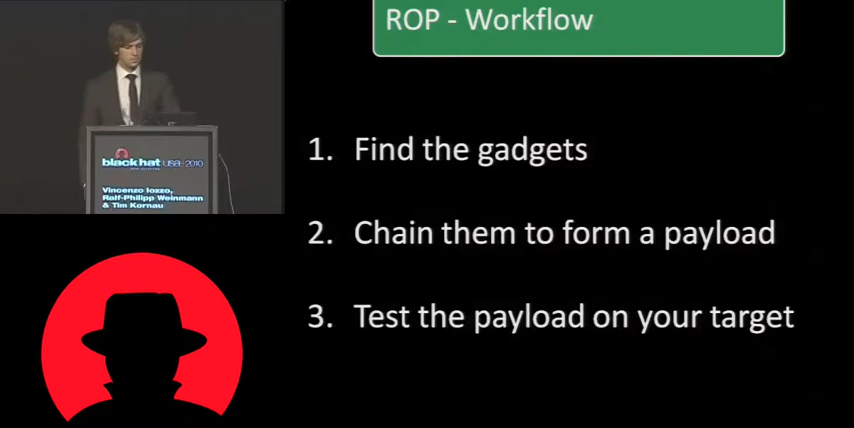 ROP - Workflow
1. Find the gadgets
2. Chain them to form a payload
3. Test the payload on your target
black hat USA 2010
Vincenzo Iozzo,
Ralf-Philipp Weinmann
& Tim Kornau